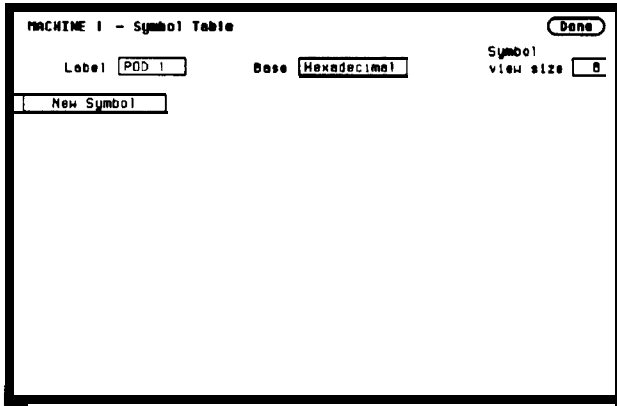 MACHINE 1 - Symbol Table
Done
Label POD 1
Base Hexadecimal
Symbol
view size 8
New Symbol